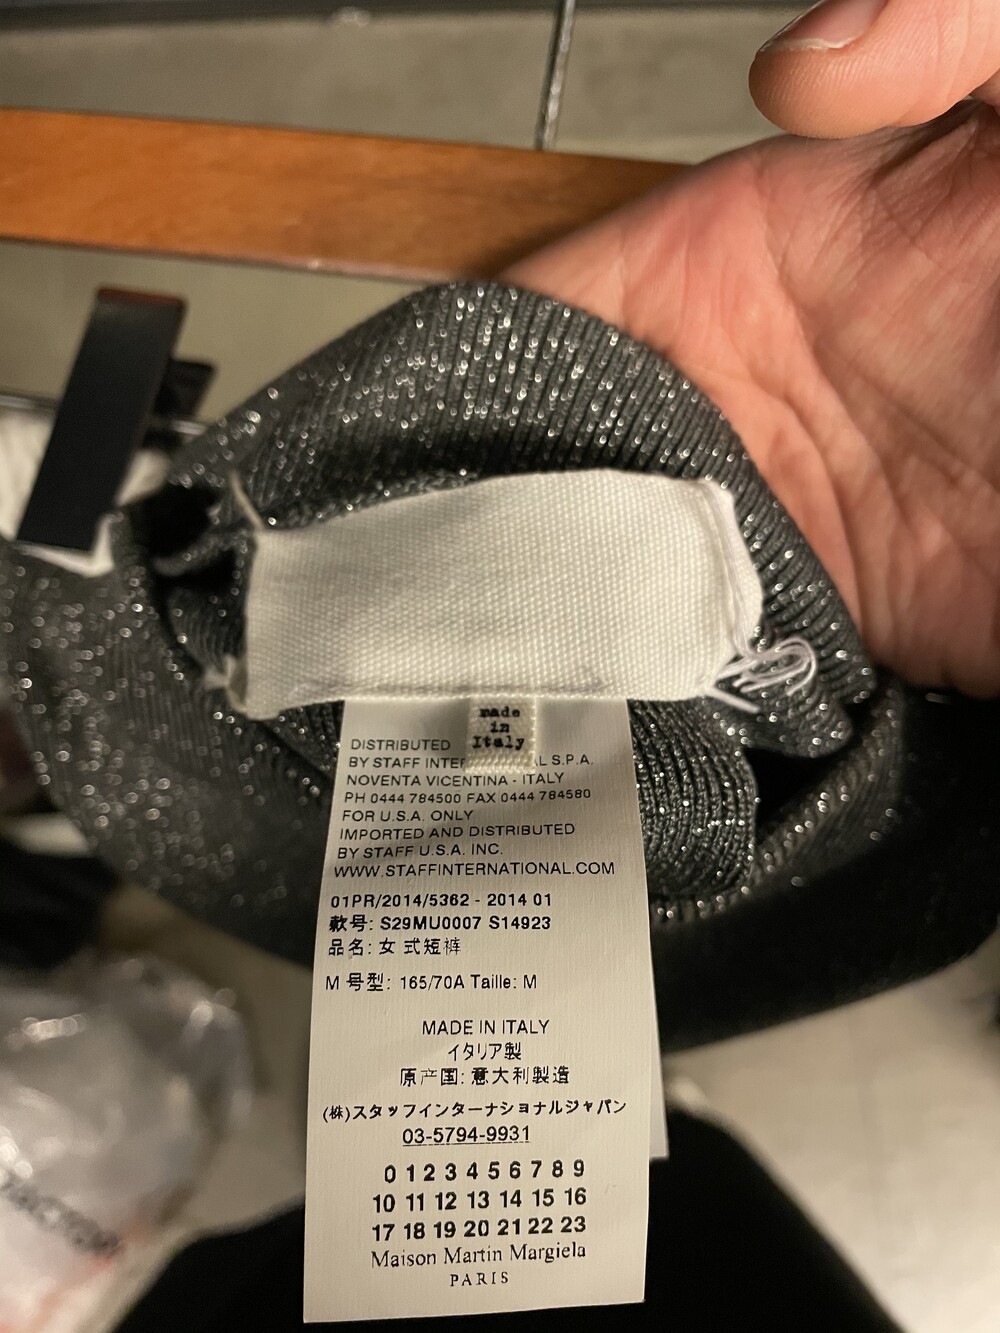 made
in
Italy
DISTRIBUTED
BY STAFF INTER L S.P.A.
NOVENTA VICENTINA - ITALY
PH 0444 784500 FAX 0444 784580
FOR U.S.A. ONLY
IMPORTED AND DISTRIBUTED
BY STAFF U.S.A. INC.
WWW.STAFFINTERNATIONAL.COM
01PR/2014/5362 - 2014 01
款号: S29MU0007 S14923
品名: 女 式短裤
M 号型: 165/70A Taille: M
MADE IN ITALY
イタリア製
原产国: 意大利製造
(株)スタッフインターナショナルジャパン
03-5794-9931
0 1 2 3 4 5 6 7 8 9
10 11 12 13 14 15 16
17 18 19 20 21 22 23
Maison Martin Margiela
PARIS